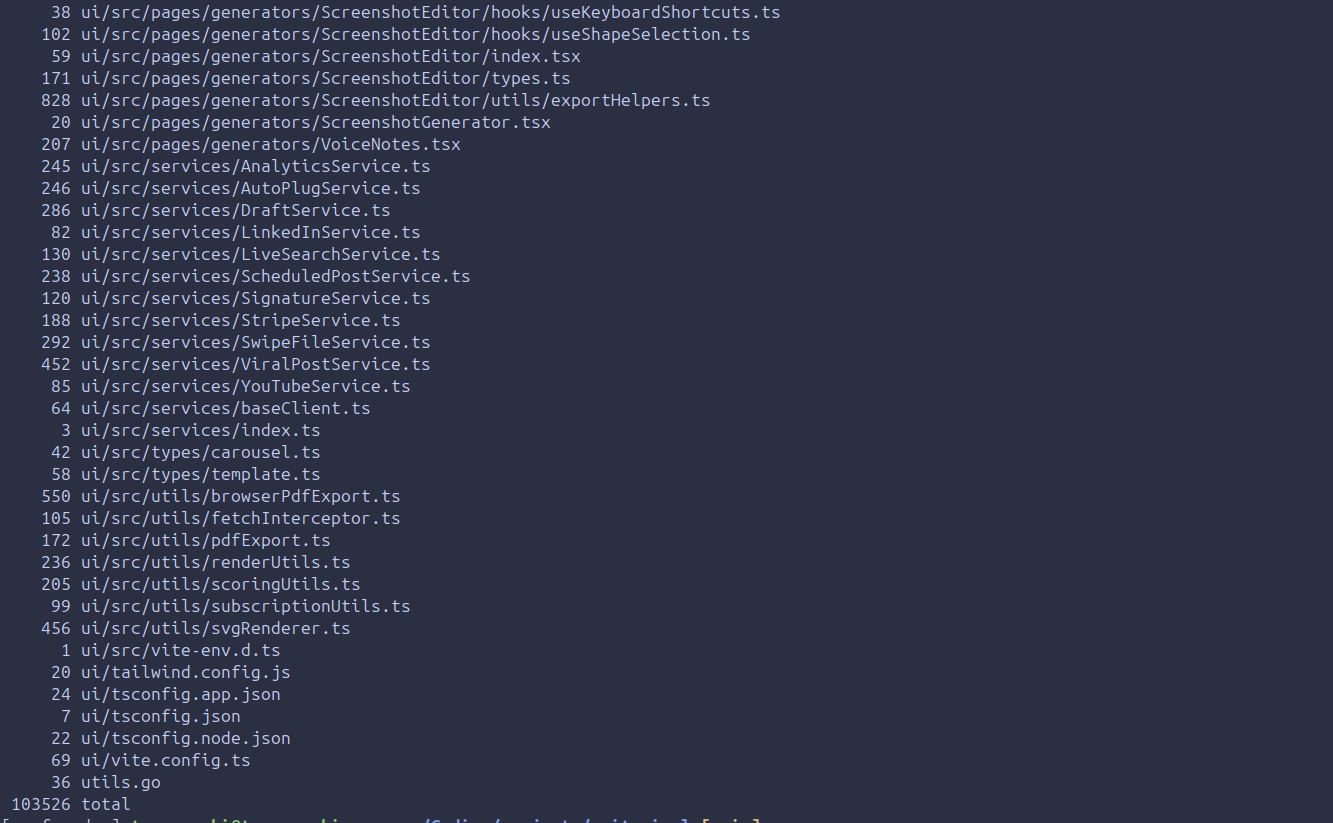 38 ui/src/pages/generators/ScreenshotEditor/hooks/useKeyboardShortcuts.ts
102 ui/src/pages/generators/ScreenshotEditor/hooks/useShapeSelection.ts
59 ui/src/pages/generators/ScreenshotEditor/index.tsx
171 ui/src/pages/generators/ScreenshotEditor/types.ts
828 ui/src/pages/generators/ScreenshotEditor/utils/exportHelpers.ts
20 ui/src/pages/generators/ScreenshotGenerator.tsx
207 ui/src/pages/generators/VoiceNotes.tsx
245 ui/src/services/AnalyticsService.ts
246 ui/src/services/AutoPlugService.ts
286 ui/src/services/DraftService.ts
82 ui/src/services/LinkedInService.ts
130 ui/src/services/LiveSearchService.ts
238 ui/src/services/ScheduledPostService.ts
120 ui/src/services/SignatureService.ts
188 ui/src/services/StripeService.ts
292 ui/src/services/SwipeFileService.ts
452 ui/src/services/ViralPostService.ts
85 ui/src/services/YouTubeService.ts
64 ui/src/services/baseClient.ts
3 ui/src/services/index.ts
42 ui/src/types/carousel.ts
58 ui/src/types/template.ts
550 ui/src/utils/browserPdfExport.ts
105 ui/src/utils/fetchInterceptor.ts
172 ui/src/utils/pdfExport.ts
236 ui/src/utils/renderUtils.ts
205 ui/src/utils/scoringUtils.ts
99 ui/src/utils/subscriptionUtils.ts
456 ui/src/utils/svgRenderer.ts
1 ui/src/vite-env.d.ts
20 ui/tailwind.config.js
24 ui/tsconfig.app.json
7 ui/tsconfig.json
22 ui/tsconfig.node.json
69 ui/vite.config.ts
36 utils.go
103526 total